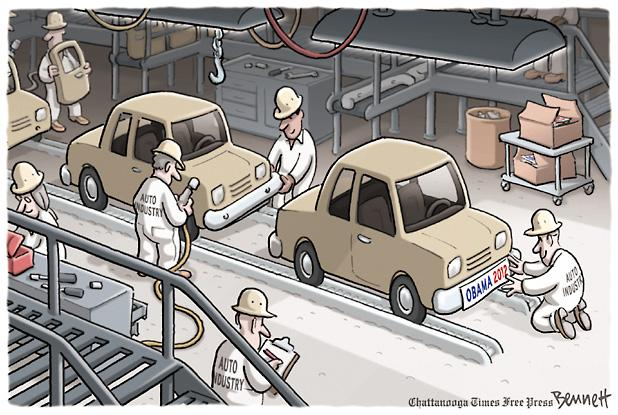 AUTO
INDUSTRY
AUTO
INDUSTRY
OBAMA 2012
AUTO
INDUSTRY
Chattanooga Times Free Press Bennett